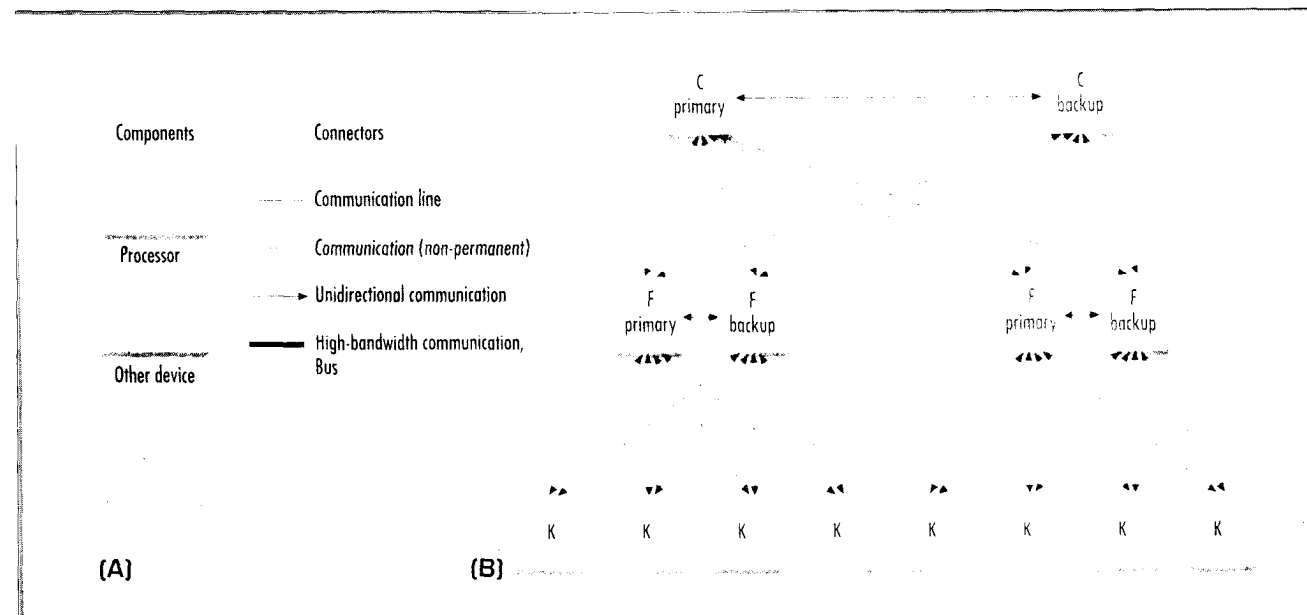 C
primary
C
backup
Components
Connectors
Communication line
Processor
Communication (non-permanent)
Unidirectional communication
High-bandwidth communication,
Bus
Other device
F
primary
F
backup
F
primary
F
backup
K K K K K K K K
(A)
(B)